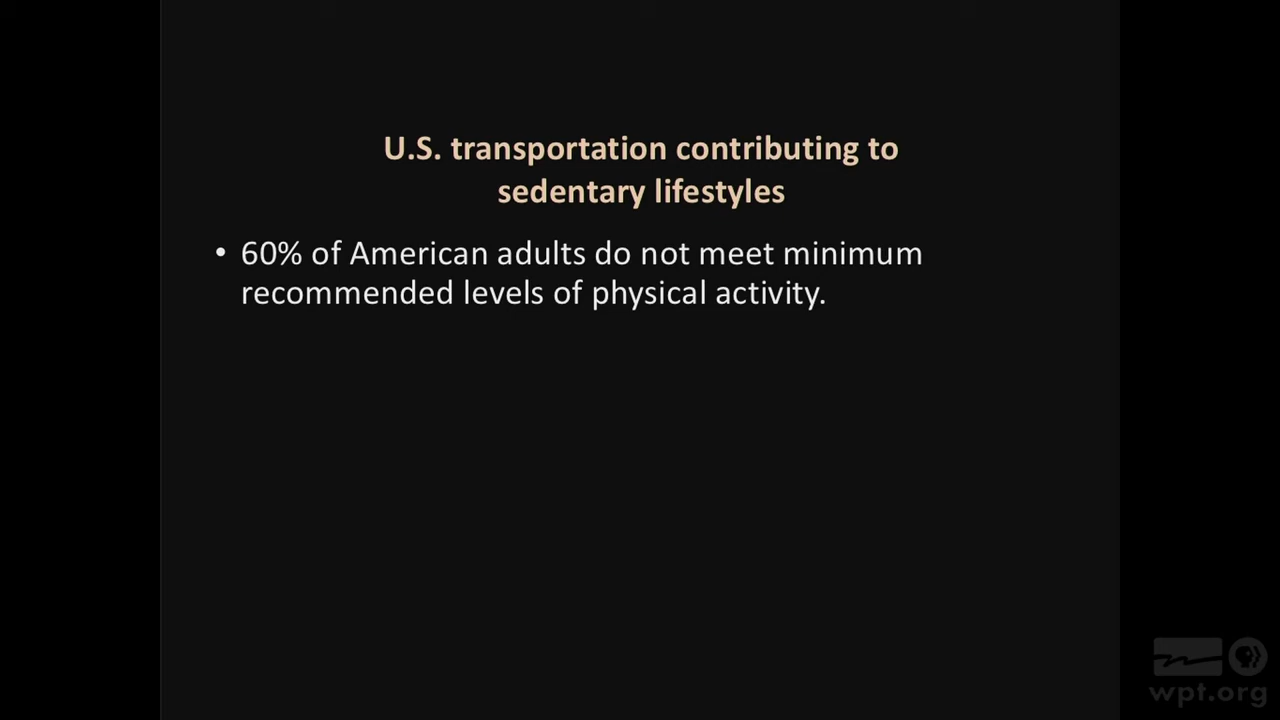 U.S. transportation contributing to
sedentary lifestyles
• 60% of American adults do not meet minimum
recommended levels of physical activity.
wpt.org